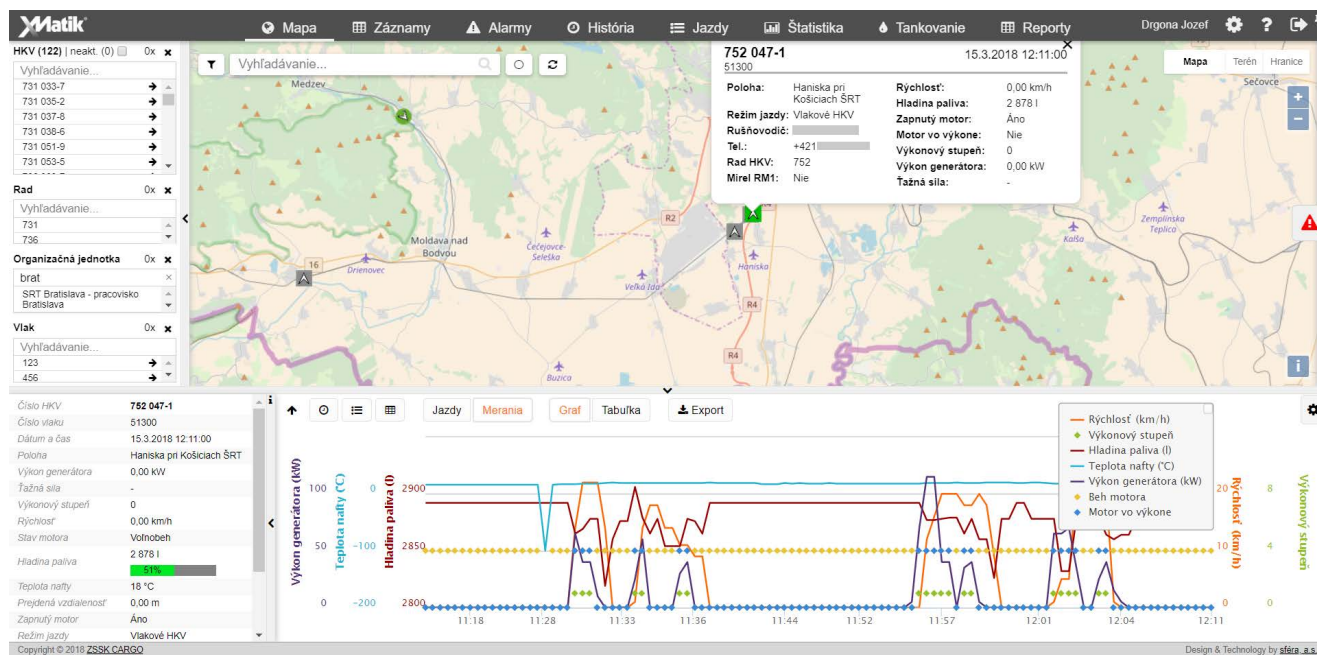 XMatik
Mapa
Záznamy
Alarmy
História
Jazdy
Štatistika
Tankovanie
Reporty
Drgona Jozef
?
HKV (122) | neakt. (0) 0x
Vyhľadávanie...
731 033-7
731 035-2
731 037-8
731 038-6
731 051-9
731 053-5
Rad 0x
Vyhľadávanie...
731
736
Organizačná jednotka 0x
brat
SRT Bratislava - pracovisko
Bratislava
Vlak 0x
Vyhľadávanie...
123
456
Vyhľadávanie...
Medzev
Moldava nad
Bodvou
16
Drienovec
Čečejovce-
Seleška
Veľká Ida
Buzica
Haniska
R2
R4
R4
R4
Kalša
Zemplínska
Teplica
Sečovce
Mapa
Terén
Hranice
+
−
i
752 047-1 15.3.2018 12:11:00
51300
Poloha: Haniska pri
Košiciach ŠRT
Režim jazdy: Vlakové HKV
Rušňovodič:
Tel.: +421
Rad HKV: 752
Mirel RM1: Nie
Rýchlosť: 0,00 km/h
Hladina paliva: 2 878 l
Zapnutý motor: Áno
Motor vo výkone: Nie
Výkonový stupeň: 0
Výkon generátora: 0,00 kW
Ťažná sila: -
Číslo HKV 752 047-1
Číslo vlaku 51300
Dátum a čas 15.3.2018 12:11:00
Poloha Haniska pri Košiciach ŠRT
Výkon generátora 0,00 kW
Ťažná sila -
Výkonový stupeň 0
Rýchlosť 0,00 km/h
Stav motora Voľnobeh
Hladina paliva 2 878 l
51%
Teplota nafty 18 °C
Prejdená vzdialenosť 0,00 m
Zapnutý motor Áno
Režim jazdy Vlakové HKV
i
Jazdy
Merania
Graf
Tabuľka
Export
Výkon generátora (kW)
100
50
0
Teplota nafty (°C)
0
−100
−200
Hladina paliva (l)
2900
2850
2800
11:18 11:28 11:33 11:36 11:44 11:52 11:57 12:01 12:04 12:11
Rýchlosť (km/h)
20
10
0
Výkonový stupeň
8
4
0
Rýchlosť (km/h)
Výkonový stupeň
Hladina paliva (l)
Teplota nafty (°C)
Výkon generátora (kW)
Beh motora
Motor vo výkone
Copyright © 2018 ZSSK CARGO
Design & Technology by sféra, a.s.